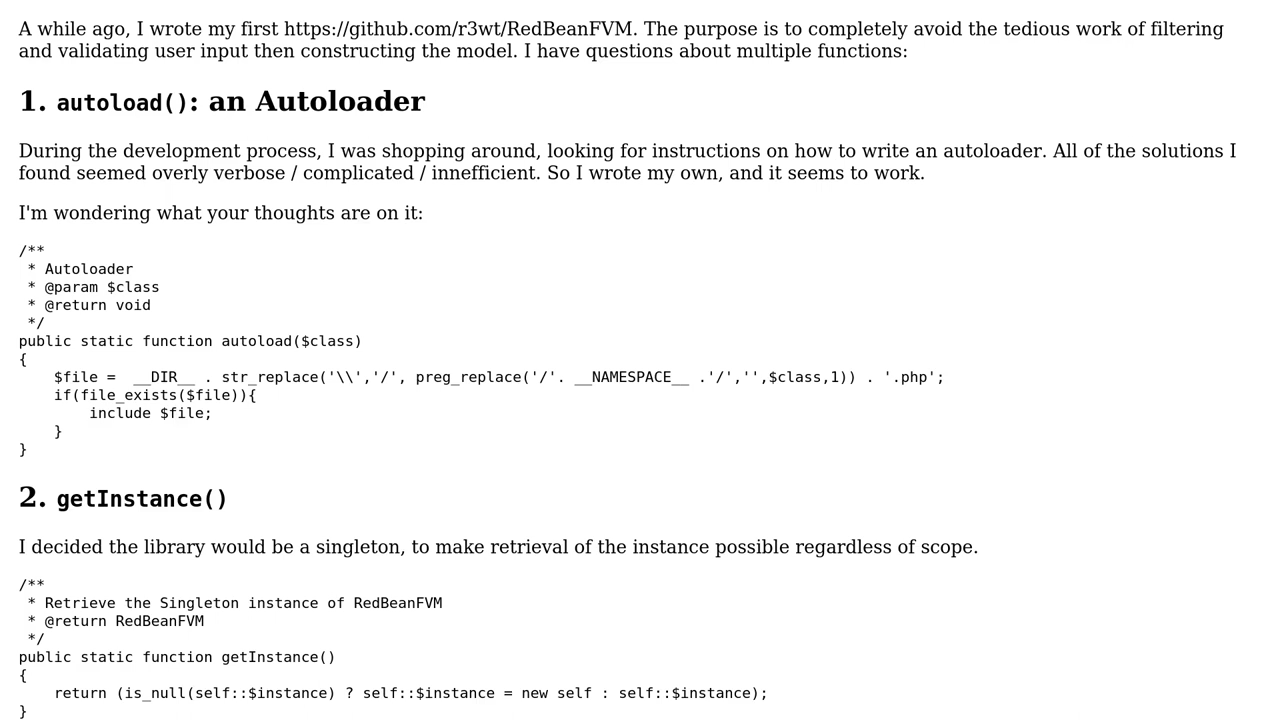 A while ago, I wrote my first https://github.com/r3wt/RedBeanFVM. The purpose is to completely avoid the tedious work of filtering
and validating user input then constructing the model. I have questions about multiple functions:
1. autoload(): an Autoloader
During the development process, I was shopping around, looking for instructions on how to write an autoloader. All of the solutions I
found seemed overly verbose / complicated / innefficient. So I wrote my own, and it seems to work.
I'm wondering what your thoughts are on it:
/**
 * Autoloader
 * @param $class
 * @return void
 */
public static function autoload($class)
{
    $file =  __DIR__ . str_replace('\\','/', preg_replace('/'. __NAMESPACE__ .'/','',$class,1)) . '.php';
    if(file_exists($file)){
        include $file;
    }
}
2. getInstance()
I decided the library would be a singleton, to make retrieval of the instance possible regardless of scope.
/**
 * Retrieve the Singleton instance of RedBeanFVM
 * @return RedBeanFVM
 */
public static function getInstance()
{
    return (is_null(self::$instance) ? self::$instance = new self : self::$instance);
}